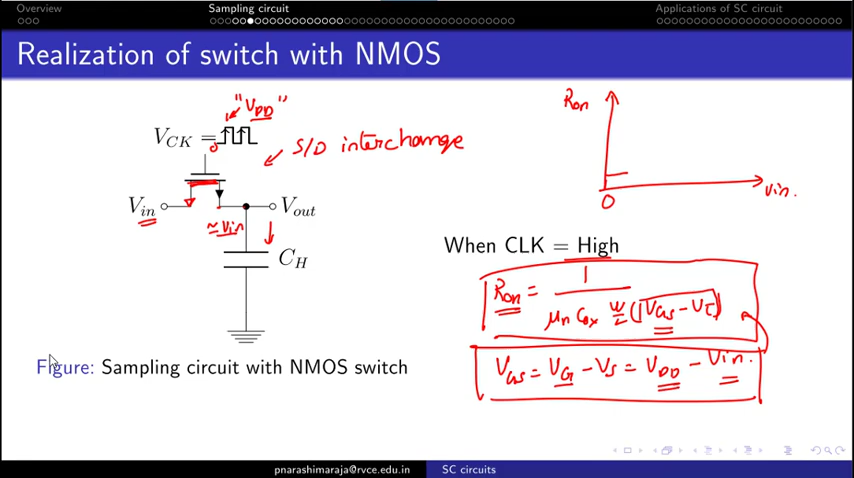 Overview
Sampling circuit
Applications of SC circuit
Realization of switch with NMOS
"VDD"
VCK =
0
S/D interchange
Vin
Vout
≈Vin
CH
Figure: Sampling circuit with NMOS switch
Ron
0
Vin.
When CLK = High
Ron = 1 / μn Cox W/L (VGS - VT)
VGS = VG - VS = VDD - Vin.
pnarashimaraja@rvce.edu.in
SC circuits